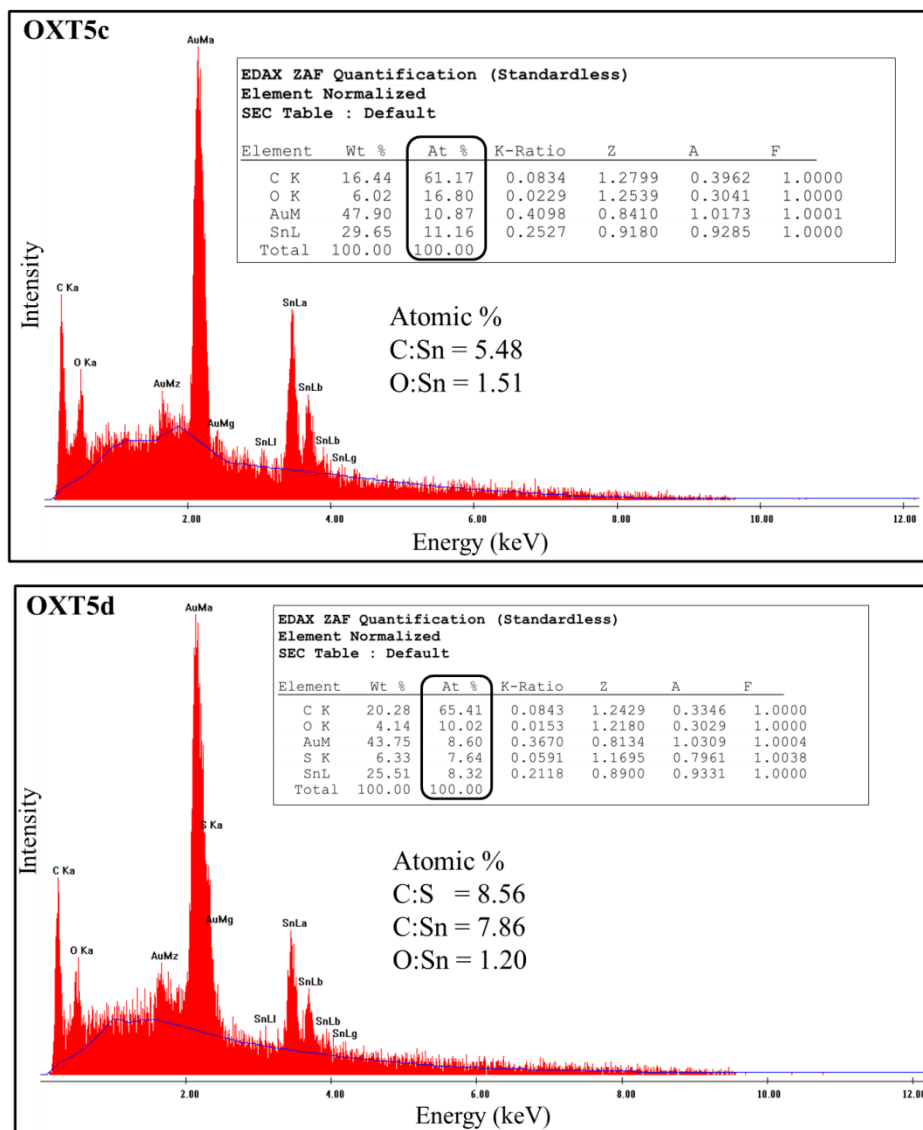 OXT5c
AuMa
EDAX ZAF Quantification (Standardless)
Element Normalized
SEC Table : Default
Element Wt % At % K-Ratio Z A F
C K 16.44 61.17 0.0834 1.2799 0.3962 1.0000
O K 6.02 16.80 0.0229 1.2539 0.3041 1.0000
AuM 47.90 10.87 0.4098 0.8410 1.0173 1.0001
SnL 29.65 11.16 0.2527 0.9180 0.9285 1.0000
Total 100.00 100.00
Intensity
C Ka
O Ka
AuMz
AuMg
SnLl
SnLa
SnLb
SnLb
SnLg
Atomic %
C:Sn = 5.48
O:Sn = 1.51
2.00 4.00 6.00 8.00 10.00 12.00
Energy (keV)
OXT5d
AuMa
EDAX ZAF Quantification (Standardless)
Element Normalized
SEC Table : Default
Element Wt % At % K-Ratio Z A F
C K 20.28 65.41 0.0843 1.2429 0.3346 1.0000
O K 4.14 10.02 0.0153 1.2180 0.3029 1.0000
AuM 43.75 8.60 0.3670 0.8134 1.0309 1.0004
S K 6.33 7.64 0.0591 1.1695 0.7961 1.0038
SnL 25.51 8.32 0.2118 0.8900 0.9331 1.0000
Total 100.00 100.00
Intensity
C Ka
O Ka
AuMz
S Ka
AuMg
SnLl
SnLa
SnLb
SnLb
SnLg
Atomic %
C:S = 8.56
C:Sn = 7.86
O:Sn = 1.20
2.00 4.00 6.00 8.00 10.00 12.00
Energy (keV)